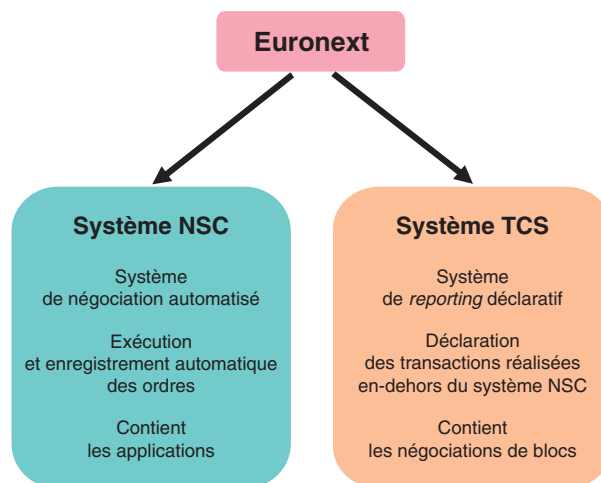 Euronext
Système NSC
Système
de négociation automatisé
Exécution
et enregistrement automatique
des ordres
Contient
les applications
Système TCS
Système
de reporting déclaratif
Déclaration
des transactions réalisées
en-dehors du système NSC
Contient
les négociations de blocs